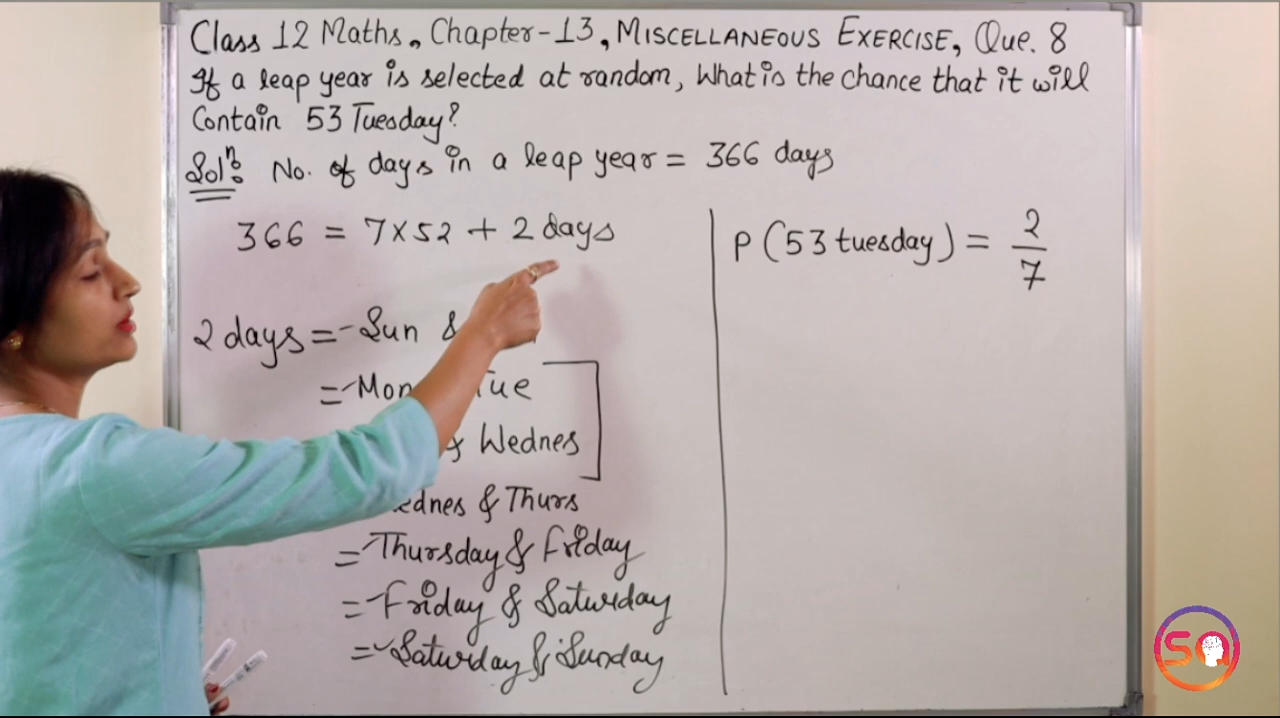 Class 12 Maths, Chapter-13, MISCELLANEOUS EXERCISE, Que. 8
If a leap year is selected at random, What is the chance that it will
Contain 53 Tuesday?
Solⁿ: No. of days in a leap year = 366 days
366 = 7×52 + 2 days
2 days = Sun &
= Mon Tue
& Wednes
& Thurs
= Thursday & Friday
= Friday & Saturday
= Saturday & Sunday
P(53 tuesday) = 2/7
SQ